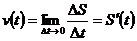 v(t) = lim_{Δt→0} ΔS/Δt = S'(t)